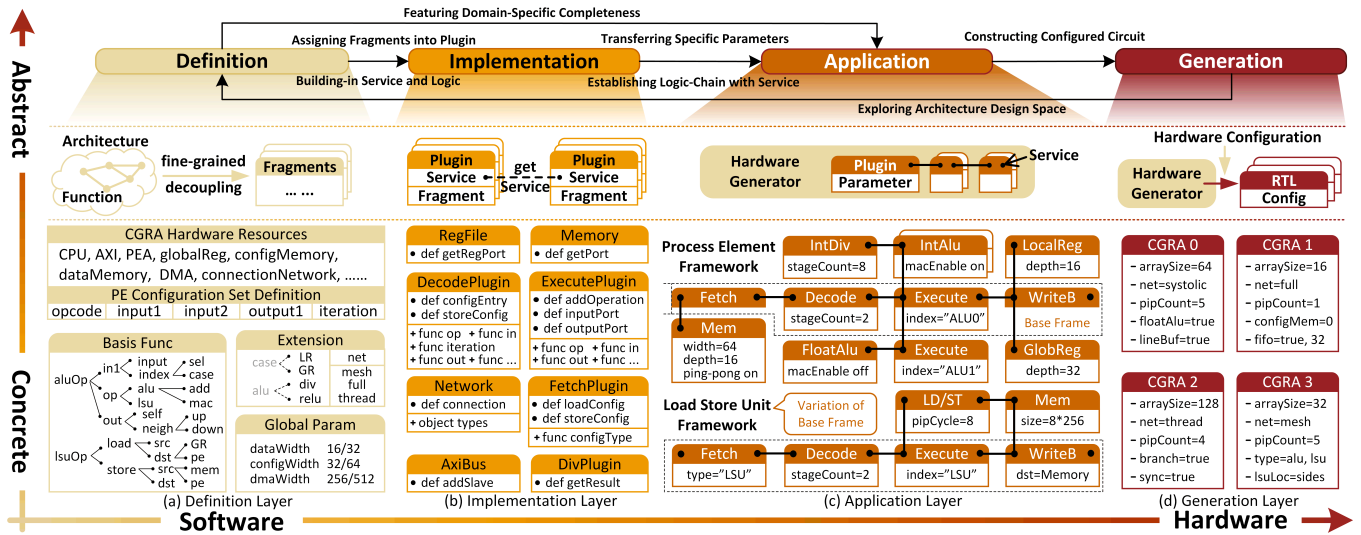 Featuring Domain-Specific Completeness
Assigning Fragments into Plugin
Transferring Specific Parameters
Constructing Configured Circuit
Definition
Implementation
Application
Generation
Building-in Service and Logic
Establishing Logic-Chain with Service
Exploring Architecture Design Space
Abstract
Concrete
Architecture
Function
fine-grained
decoupling
Fragments
... ...
Plugin
Service
Fragment
get
Service
Plugin
Service
Fragment
Hardware
Generator
Plugin
Parameter
Service
Hardware Configuration
Hardware
Generator
RTL
Config
CGRA Hardware Resources
CPU, AXI, PEA, globalReg, configMemory,
dataMemory, DMA, connectionNetwork, ......
PE Configuration Set Definition
opcode input1 input2 output1 iteration
Basis Func
aluOp
in1
input
index
sel
case
op
alu
lsu
add
mac
out
self
neigh
up
down
lsuOp
load
src
dst
GR
pe
store
src
dst
mem
pe
Extension
case
LR
GR
alu
div
relu
net
mesh
full
thread
Global Param
dataWidth 16/32
configWidth 32/64
dmaWidth 256/512
(a) Definition Layer
RegFile
• def getRegPort
Memory
• def getPort
DecodePlugin
• def configEntry
• def storeConfig
+ func op + func in
+ func iteration
+ func out + func ...
ExecutePlugin
• def addOperation
• def inputPort
• def outputPort
+ func op + func in
+ func out + func ...
Network
• def connection
+ object types
FetchPlugin
• def loadConfig
• def storeConfig
+ func configType
AxiBus
• def addSlave
DivPlugin
• def getResult
(b) Implementation Layer
Process Element
Framework
IntDiv
stageCount=8
IntAlu
macEnable on
LocalReg
depth=16
Fetch
Decode
stageCount=2
Execute
index="ALU0"
WriteB
Base Frame
Mem
width=64
depth=16
ping-pong on
FloatAlu
macEnable off
Execute
index="ALU1"
GlobReg
depth=32
Load Store Unit
Framework
Variation of
Base Frame
LD/ST
pipCycle=8
Mem
size=8*256
Fetch
type="LSU"
Decode
stageCount=2
Execute
index="LSU"
WriteB
dst=Memory
(c) Application Layer
CGRA 0
- arraySize=64
- net=systolic
- pipCount=5
- floatAlu=true
- lineBuf=true
CGRA 1
- arraySize=16
- net=full
- pipCount=1
- configMem=0
- fifo=true, 32
CGRA 2
- arraySize=128
- net=thread
- pipCount=4
- branch=true
- sync=true
CGRA 3
- arraySize=32
- net=mesh
- pipCount=5
- type=alu, lsu
- lsuLoc=sides
(d) Generation Layer
Software
Hardware